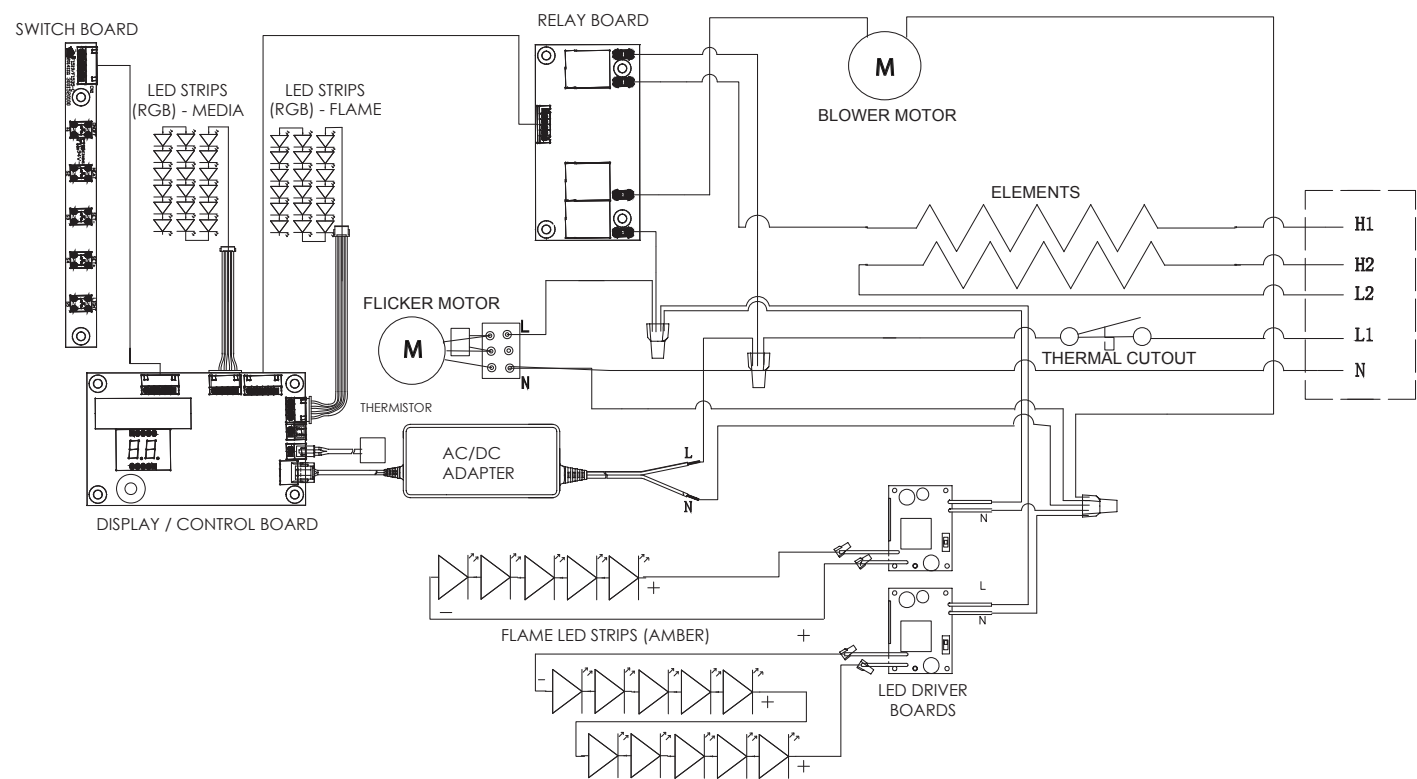 SWITCH BOARD
RELAY BOARD
LED STRIPS
(RGB) - MEDIA
LED STRIPS
(RGB) - FLAME
M
BLOWER MOTOR
ELEMENTS
H1
H2
L2
L1
N
THERMAL CUTOUT
FLICKER MOTOR
M
L
N
THERMISTOR
AC/DC
ADAPTER
L
N
DISPLAY / CONTROL BOARD
N
L
N
+
−
FLAME LED STRIPS (AMBER)
+
−
+
+
LED DRIVER
BOARDS